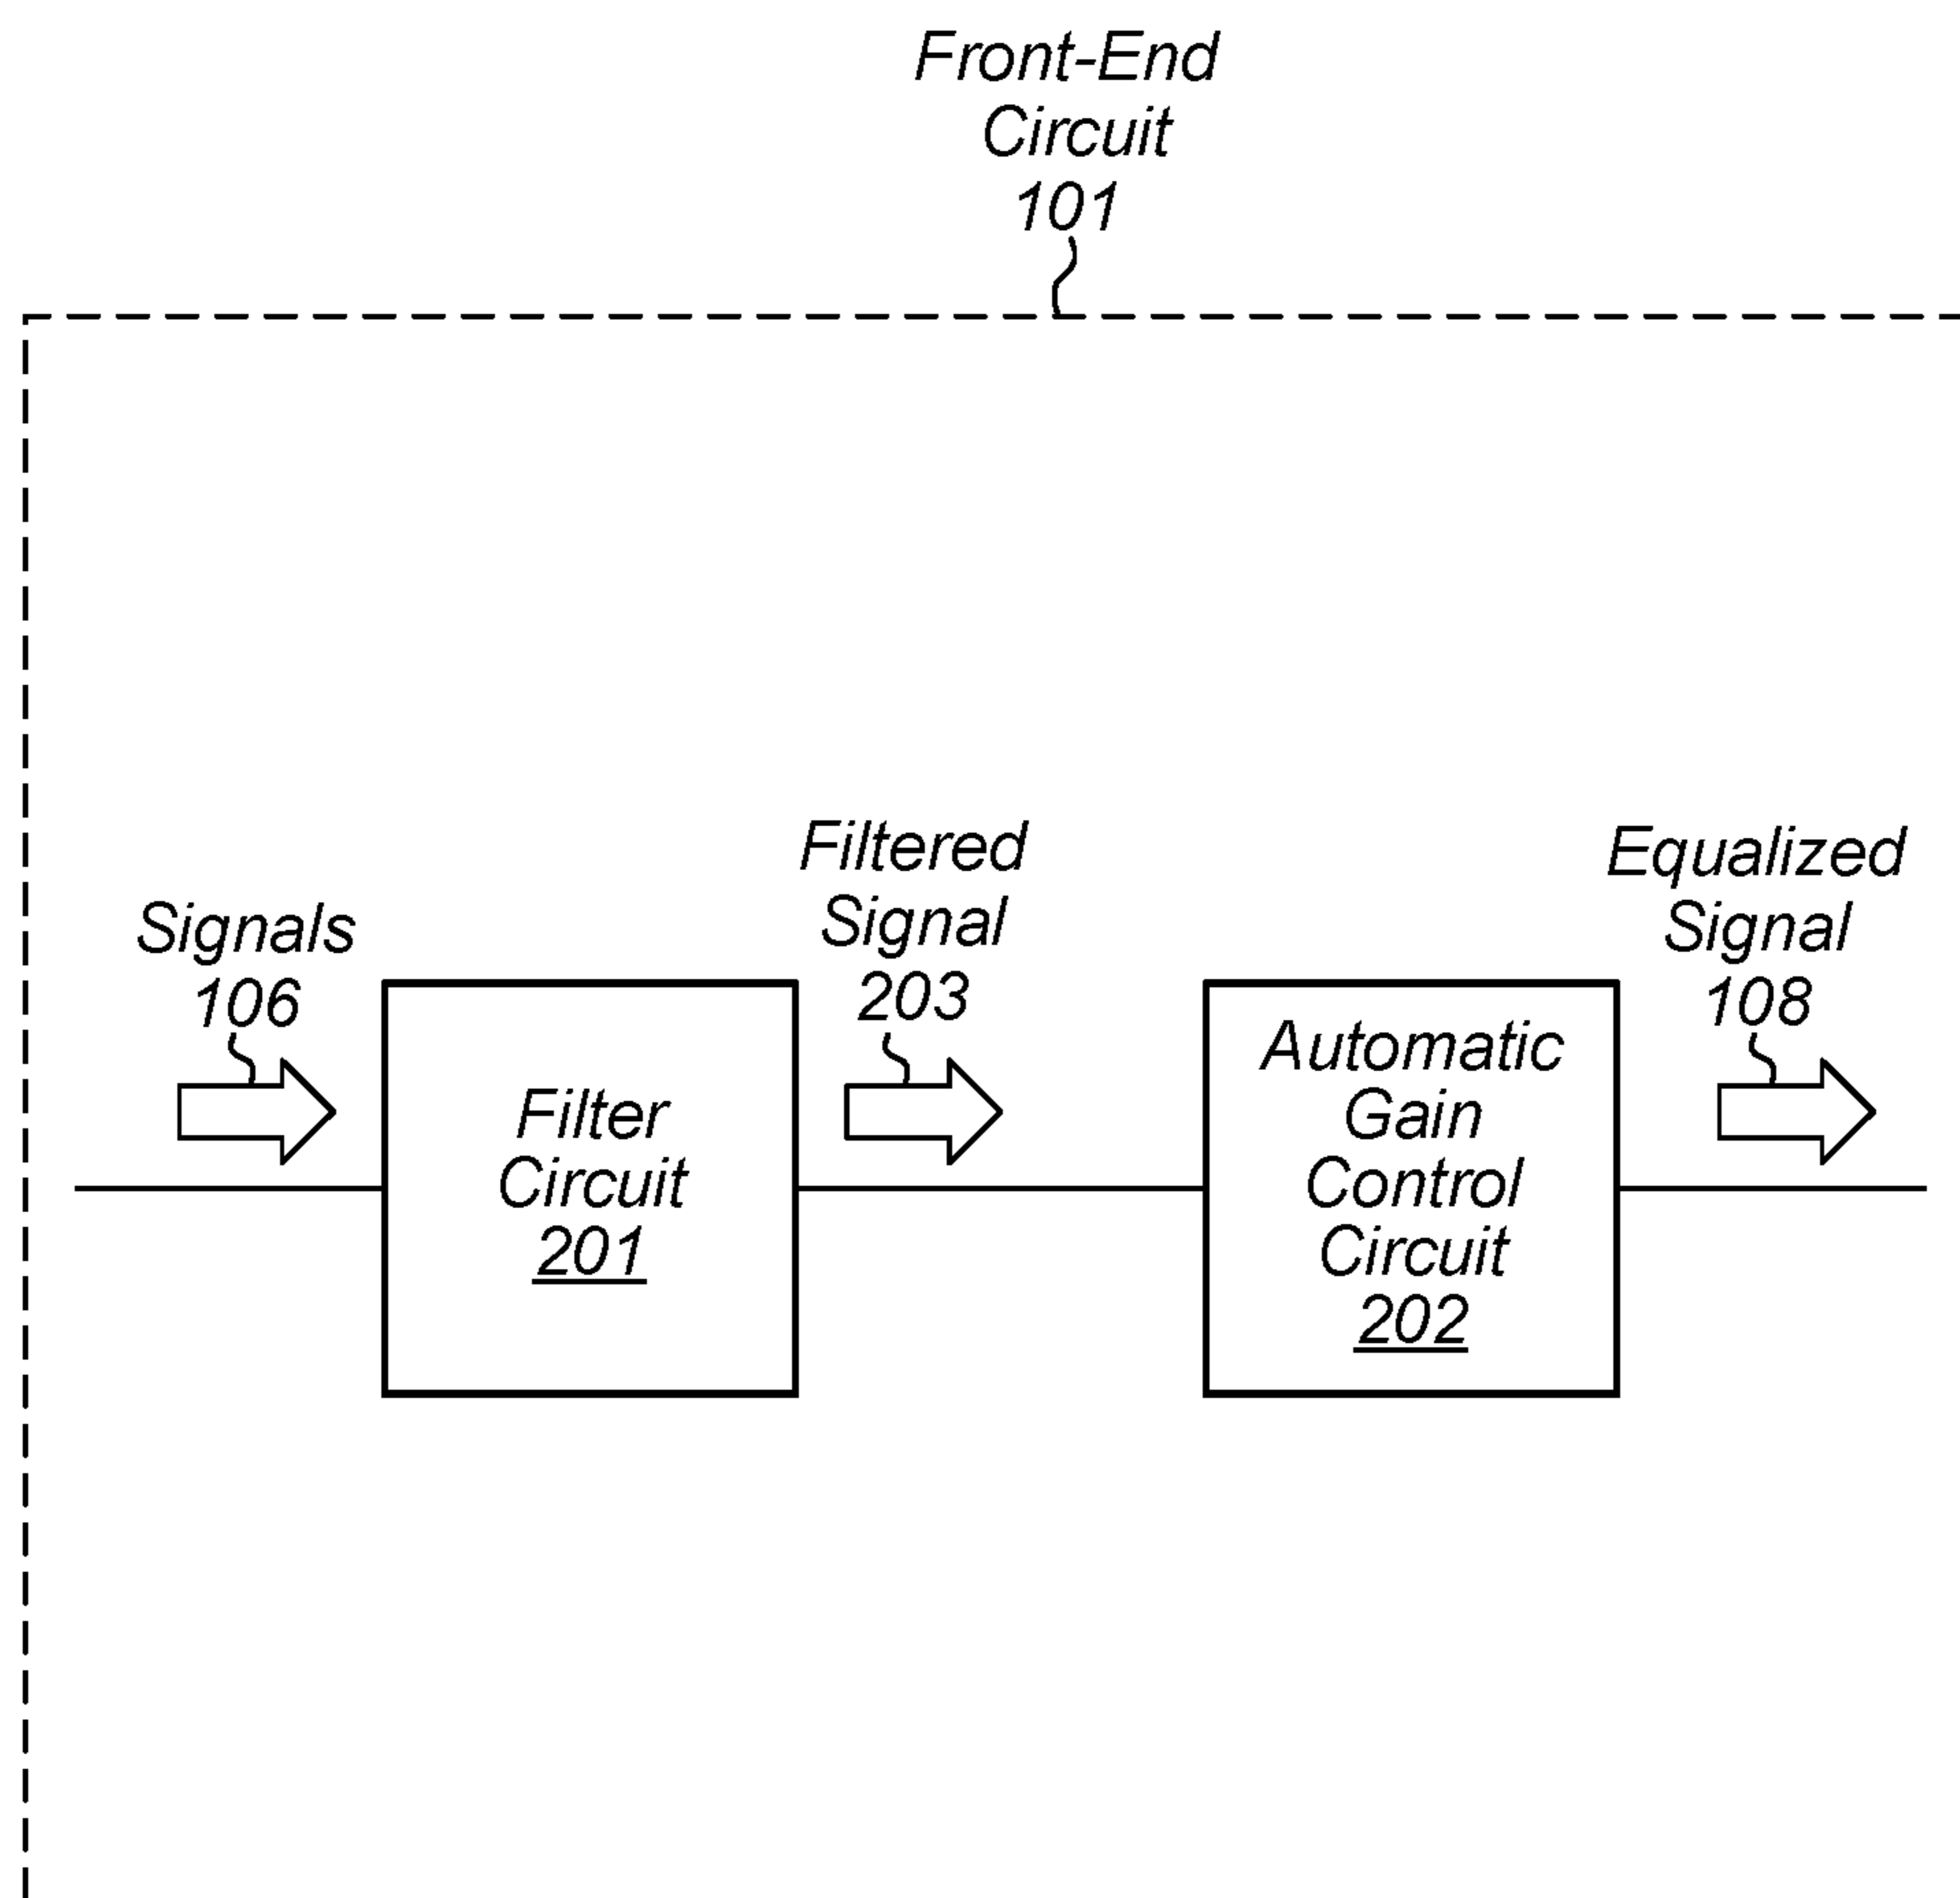 Front-End
Circuit
101
Signals
106
Filter
Circuit
201
Filtered
Signal
203
Automatic
Gain
Control
Circuit
202
Equalized
Signal
108